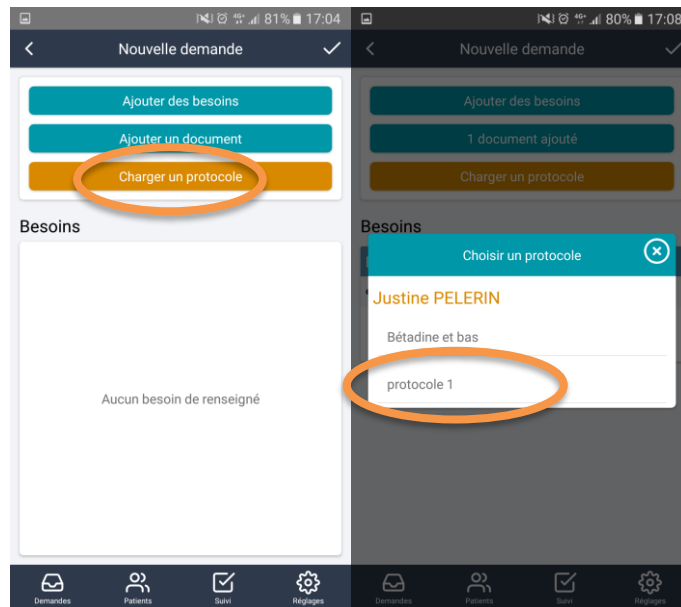 81% 17:04
Nouvelle demande
Ajouter des besoins
Ajouter un document
Charger un protocole
Besoins
Aucun besoin de renseigné
Demandes
Patients
Suivi
Réglages
80% 17:08
Nouvelle demande
Ajouter des besoins
1 document ajouté
Charger un protocole
Besoins
Choisir un protocole
Justine PELERIN
Bétadine et bas
protocole 1
Demandes
Patients
Suivi
Réglages